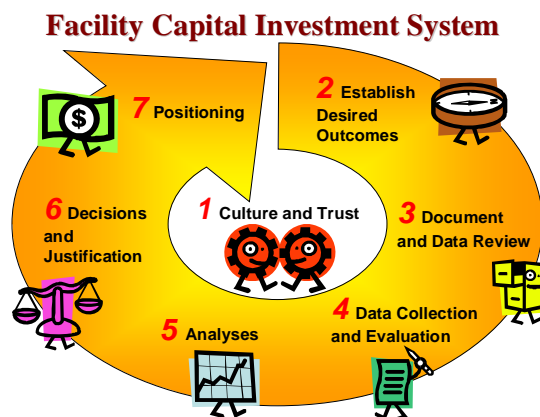 Facility Capital Investment System
1 Culture and Trust
2 Establish
Desired
Outcomes
3 Document
and Data Review
4 Data Collection
and Evaluation
5 Analyses
6 Decisions
and
Justification
7 Positioning
$